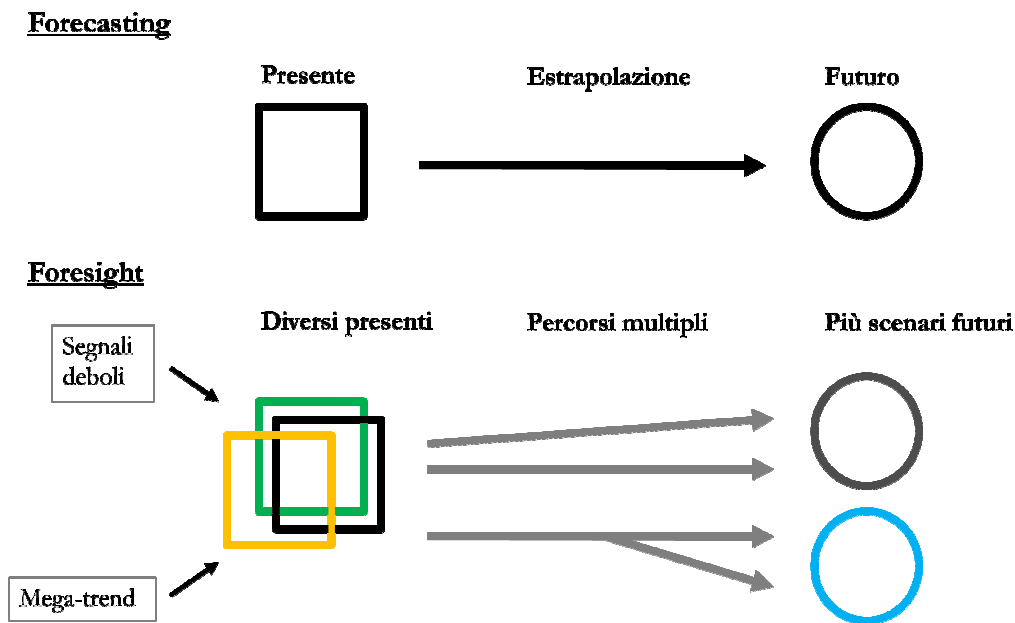 Forecasting
Presente
Estrapolazione
Futuro
Foresight
Diversi presenti
Percorsi multipli
Più scenari futuri
Segnali
deboli
Mega-trend